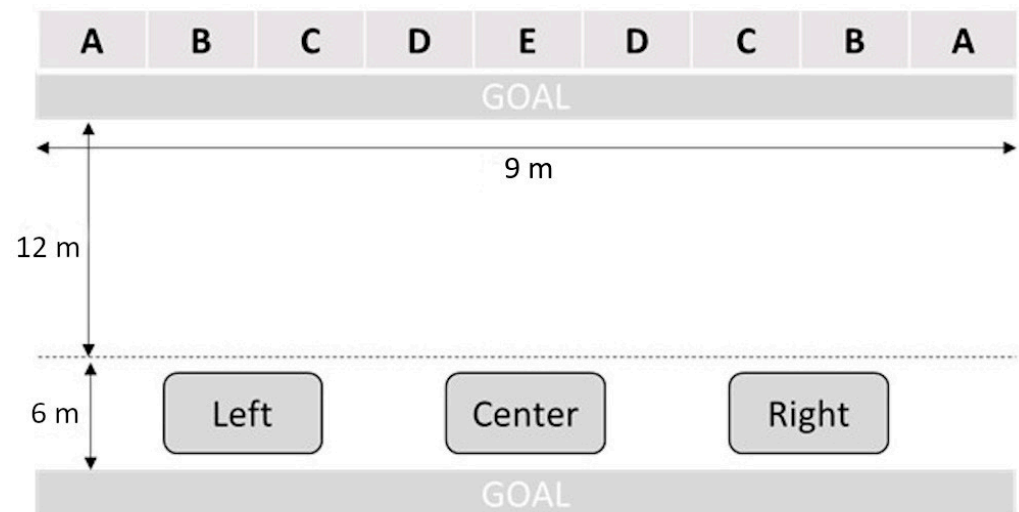 A B C D E D C B A
GOAL
9 m
12 m
6 m
Left Center Right
GOAL